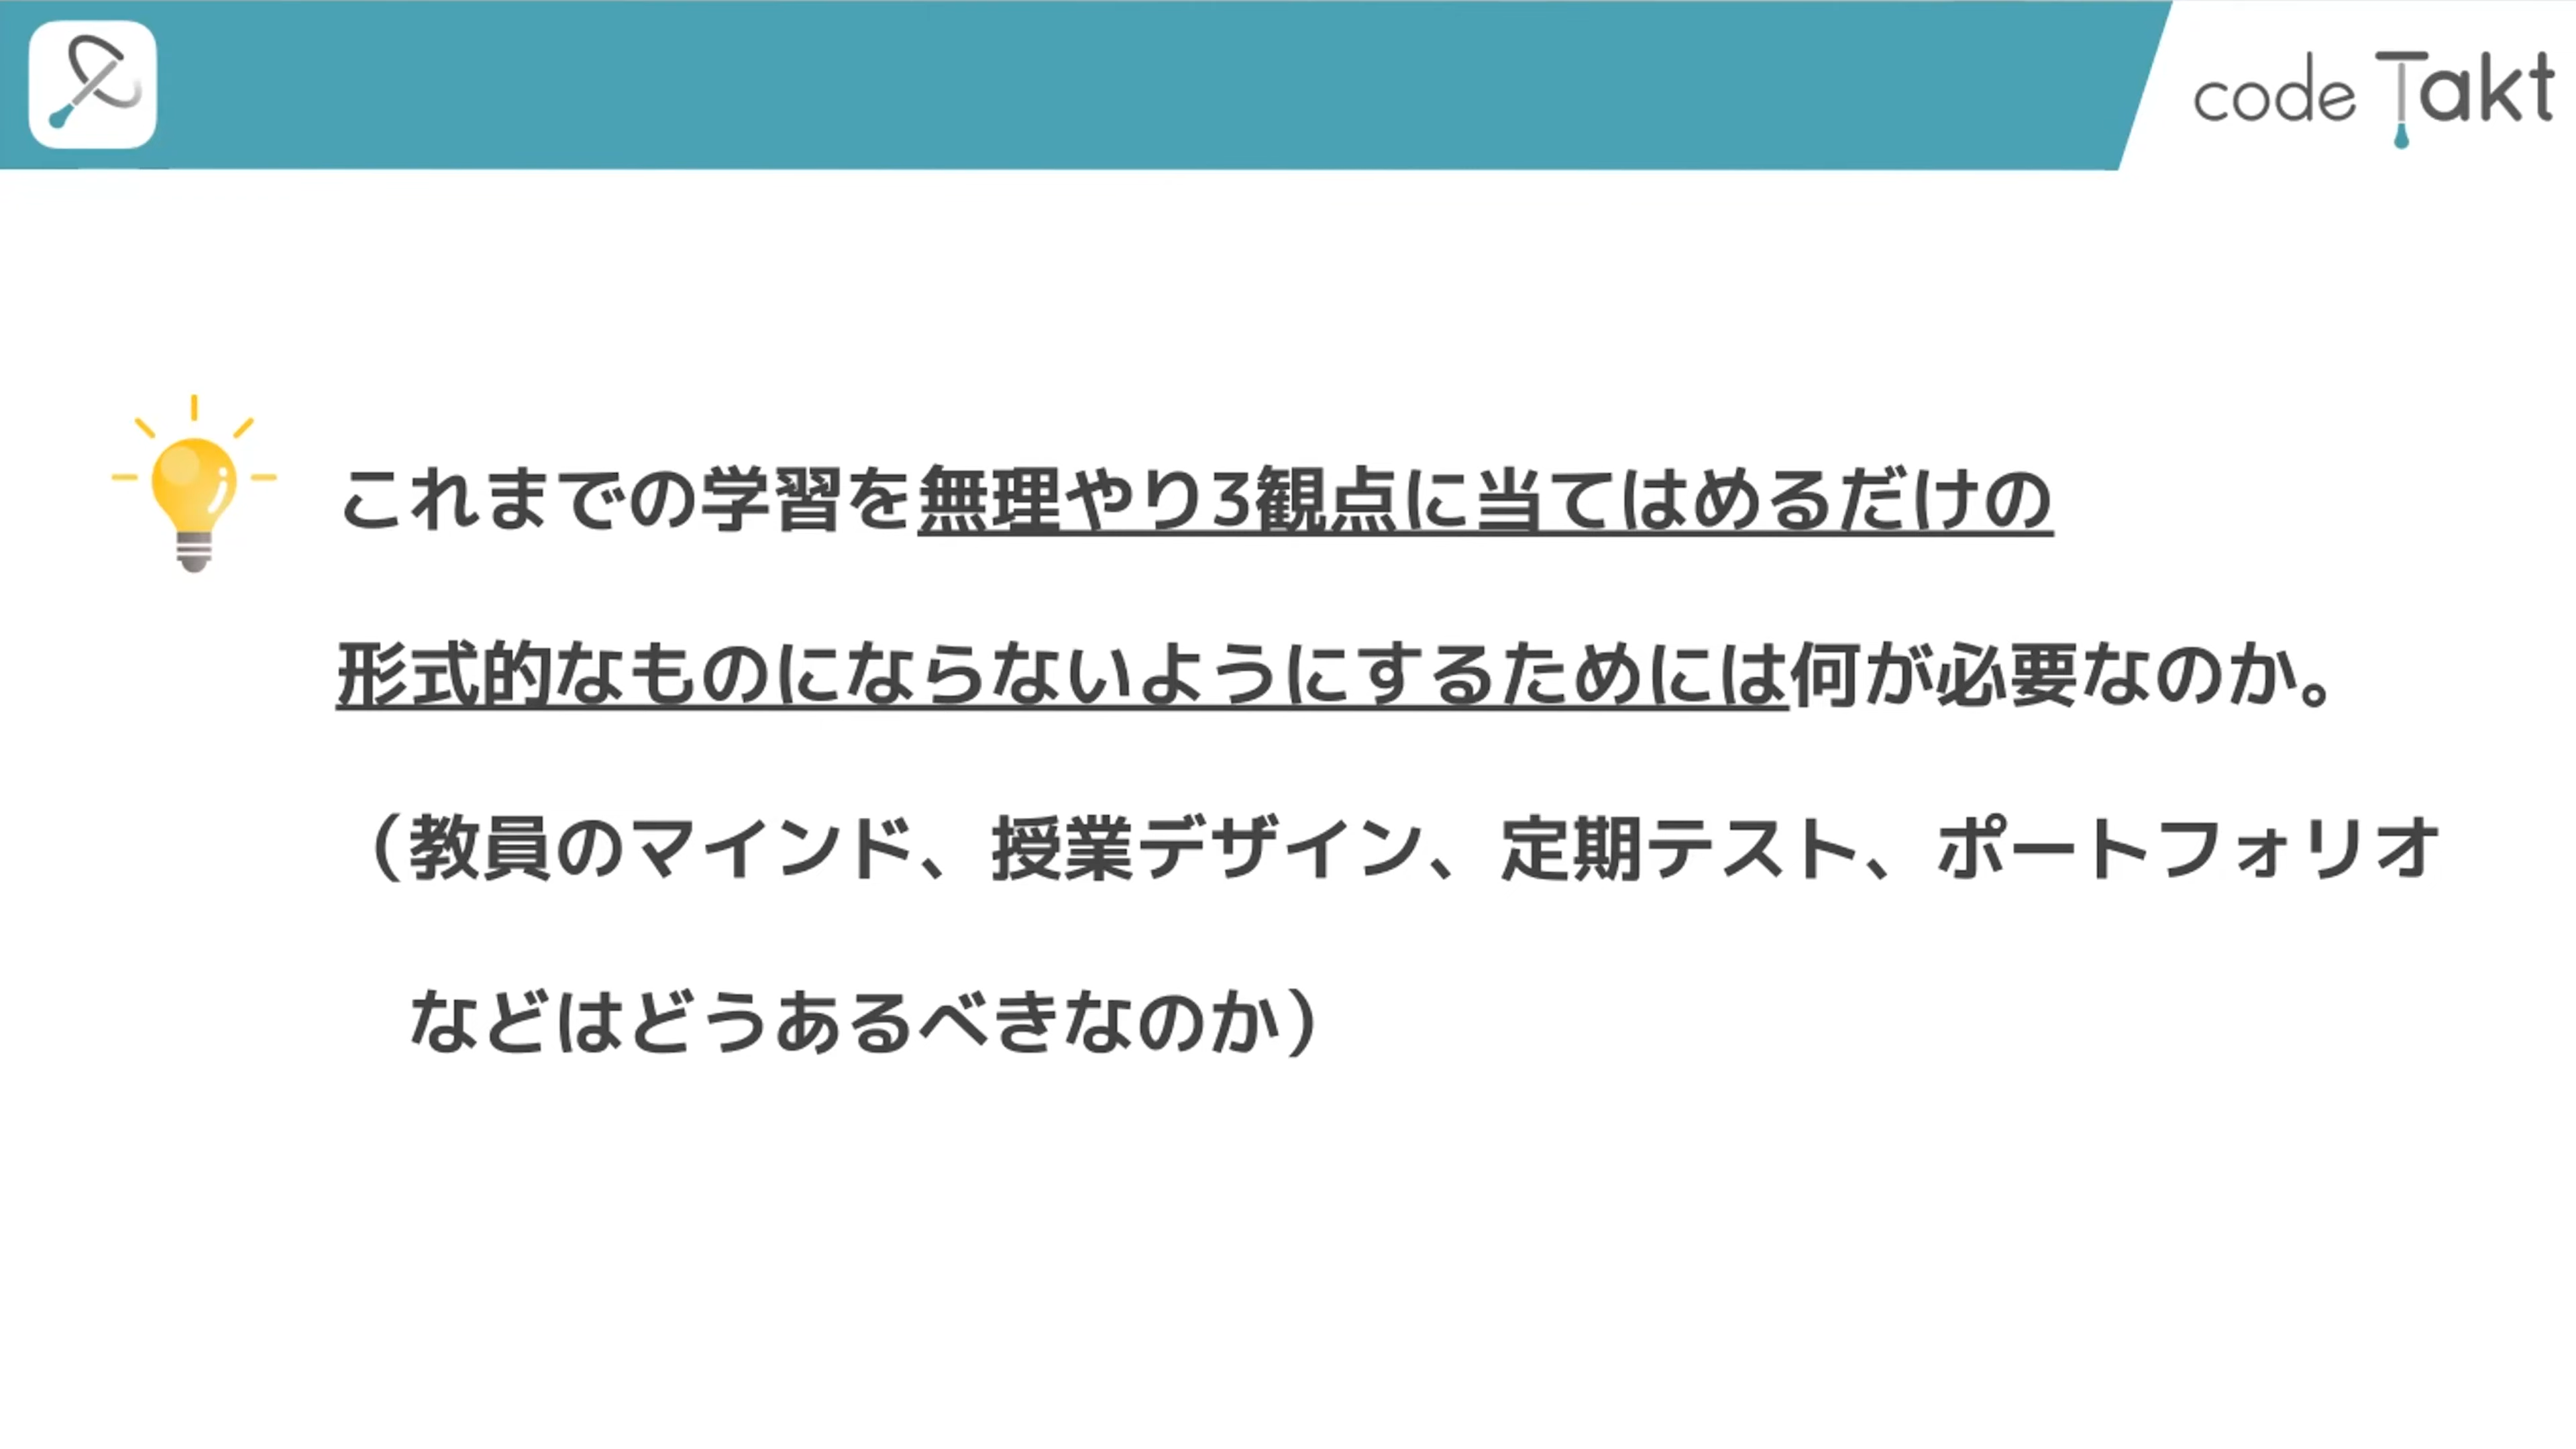 code Takt
これまでの学習を無理やり3観点に当てはめるだけの
形式的なものにならないようにするためには何が必要なのか。
（教員のマインド、授業デザイン、定期テスト、ポートフォリオ
などはどうあるべきなのか）